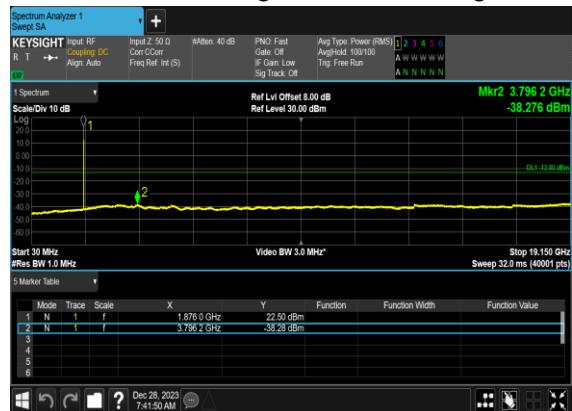 Spectrum Analyzer 1
Swept SA
+
KEYSIGHT Input: RF Input Z: 50 Ω #Atten: 40 dB PNO: Fast Avg Type: Power (RMS) 1 2 3 4 5 6
R T Coupling: DC Corr CCorr Gate: Off Avg|Hold: 100/100 A W W W W W
Align: Auto Freq Ref: Int (S) IF Gain: Low Trig: Free Run
Sig Track: Off A N N N N N
1 Spectrum Ref Lvl Offset 8.00 dB Mkr2 3.796 2 GHz
Scale/Div 10 dB Ref Level 30.00 dBm -38.276 dBm
Log
20.0
10.0
0.00
-10.0
-20.0
-30.0
-40.0
-50.0
-60.0
1
DL1 -13.00 dBm
2
Start 30 MHz Video BW 3.0 MHz* Stop 19.150 GHz
#Res BW 1.0 MHz Sweep 32.0 ms (40001 pts)
5 Marker Table
Mode Trace Scale X Y Function Function Width Function Value
1 N 1 f 1.876 0 GHz 22.50 dBm
2 N 1 f 3.796 2 GHz -38.28 dBm
3
4
5
6
? Dec 28, 2023
7:41:50 AM